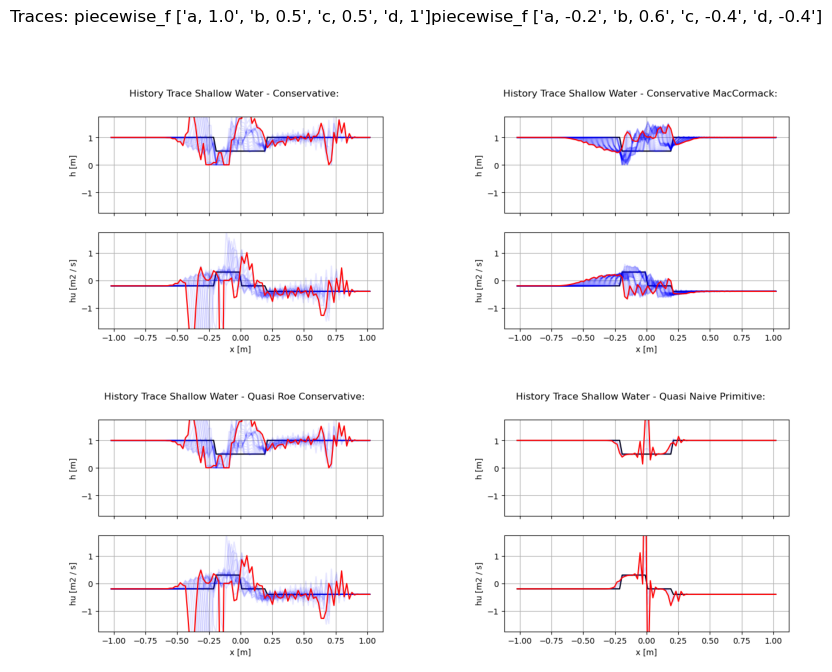 Traces: piecewise_f ['a, 1.0', 'b, 0.5', 'c, 0.5', 'd, 1']piecewise_f ['a, -0.2', 'b, 0.6', 'c, -0.4', 'd, -0.4']
History Trace Shallow Water - Conservative:
h [m]
1
0
−1
hu [m2 / s]
1
0
−1
−1.00 −0.75 −0.50 −0.25 0.00 0.25 0.50 0.75 1.00
x [m]
History Trace Shallow Water - Conservative MacCormack:
h [m]
1
0
−1
hu [m2 / s]
1
0
−1
−1.00 −0.75 −0.50 −0.25 0.00 0.25 0.50 0.75 1.00
x [m]
History Trace Shallow Water - Quasi Roe Conservative:
h [m]
1
0
−1
hu [m2 / s]
1
0
−1
−1.00 −0.75 −0.50 −0.25 0.00 0.25 0.50 0.75 1.00
x [m]
History Trace Shallow Water - Quasi Naive Primitive:
h [m]
1
0
−1
hu [m2 / s]
1
0
−1
−1.00 −0.75 −0.50 −0.25 0.00 0.25 0.50 0.75 1.00
x [m]